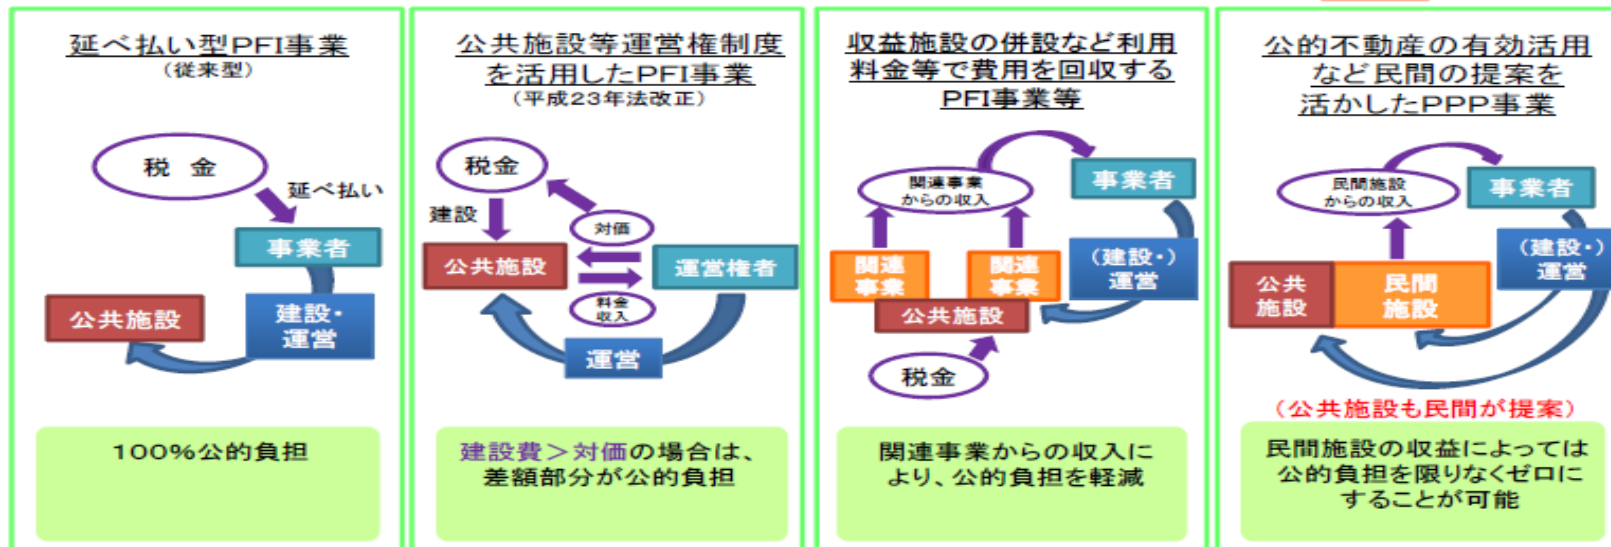 延べ払い型PFI事業
（従来型）
税 金
延べ払い
事業者
公共施設
建設・
運営
100%公的負担
公共施設等運営権制度
を活用したPFI事業
（平成23年法改正）
税金
建設
対価
公共施設
運営権者
料金
収入
運営
建設費＞対価の場合は、
差額部分が公的負担
収益施設の併設など利用
料金等で費用を回収する
PFI事業等
関連事業
からの収入
事業者
関連
事業
関連
事業
（建設・）
運営
公共施設
税金
関連事業からの収入に
より、公的負担を軽減
公的不動産の有効活用
など民間の提案を
活かしたPPP事業
民間施設
からの収入
事業者
（建設・）
運営
公共
施設
民間
施設
（公共施設も民間が提案）
民間施設の収益によっては
公的負担を限りなくゼロに
することが可能